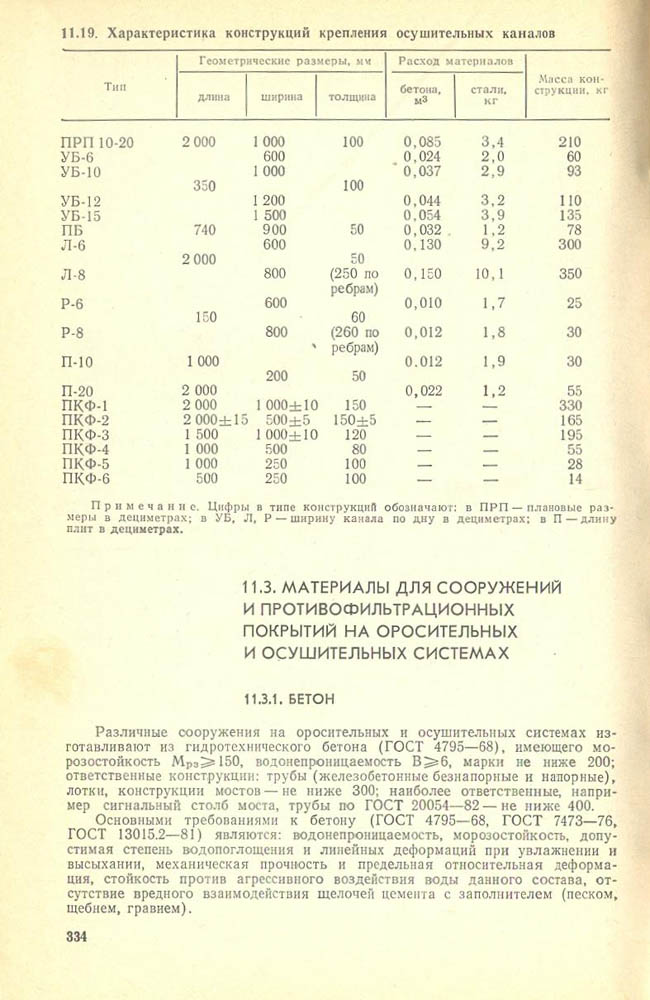 11.19. Характеристика конструкций крепления осушительных каналов
Тип
Геометрические размеры, мм
Расход материалов
Масса кон-
струкции, кг
длина ширина толщина
бетона,
м3
стали,
кг
ПРП 10-20 2 000 1 000 100 0,085 3,4 210
УБ-6 600 0,024 2,0 60
УБ-10 1 000 0,037 2,9 93
350 100
УБ-12 1 200 0,044 3,2 110
УБ-15 1 500 0,054 3,9 135
ПБ 740 900 50 0,032 1,2 78
Л-6 600 0,130 9,2 300
2 000 50
Л-8 800 (250 по 0,150 10,1 350
ребрам)
Р-6 600 0,010 1,7 25
150 60
Р-8 800 (260 по 0,012 1,8 30
ребрам)
П-10 1 000 0.012 1,9 30
200 50
П-20 2 000 0,022 1,2 55
ПКФ-1 2 000 1 000±10 150 — — 330
ПКФ-2 2 000±15 500±5 150±5 — — 165
ПКФ-3 1 500 1 000±10 120 — — 195
ПКФ-4 1 000 500 80 — — 55
ПКФ-5 1 000 250 100 — — 28
ПКФ-6 500 250 100 — — 14
Примечание. Цифры в типе конструкций обозначают: в ПРП — плановые раз-
меры в дециметрах; в УБ, Л, Р — ширину канала по дну в дециметрах; в П — длину
плит в дециметрах.
11.3. МАТЕРИАЛЫ ДЛЯ СООРУЖЕНИЙ
И ПРОТИВОФИЛЬТРАЦИОННЫХ
ПОКРЫТИЙ НА ОРОСИТЕЛЬНЫХ
И ОСУШИТЕЛЬНЫХ СИСТЕМАХ
11.3.1. БЕТОН
Различные сооружения на оросительных и осушительных системах из-
готавливают из гидротехнического бетона (ГОСТ 4795—68), имеющего мо-
розостойкость Мрз⩾150, водонепроницаемость В⩾6, марки не ниже 200;
ответственные конструкции: трубы (железобетонные безнапорные и напорные),
лотки, конструкции мостов — не ниже 300; наиболее ответственные, напри-
мер сигнальный столб моста, трубы по ГОСТ 20054—82 — не ниже 400.
Основными требованиями к бетону (ГОСТ 4795—68, ГОСТ 7473—76,
ГОСТ 13015.2—81) являются: водонепроницаемость, морозостойкость, допу-
стимая степень водопоглощения и линейных деформаций при увлажнении и
высыхании, механическая прочность и предельная относительная деформа-
ция, стойкость против агрессивного воздействия воды данного состава, от-
сутствие вредного взаимодействия щелочей цемента с заполнителем (песком,
щебнем, гравием).
334